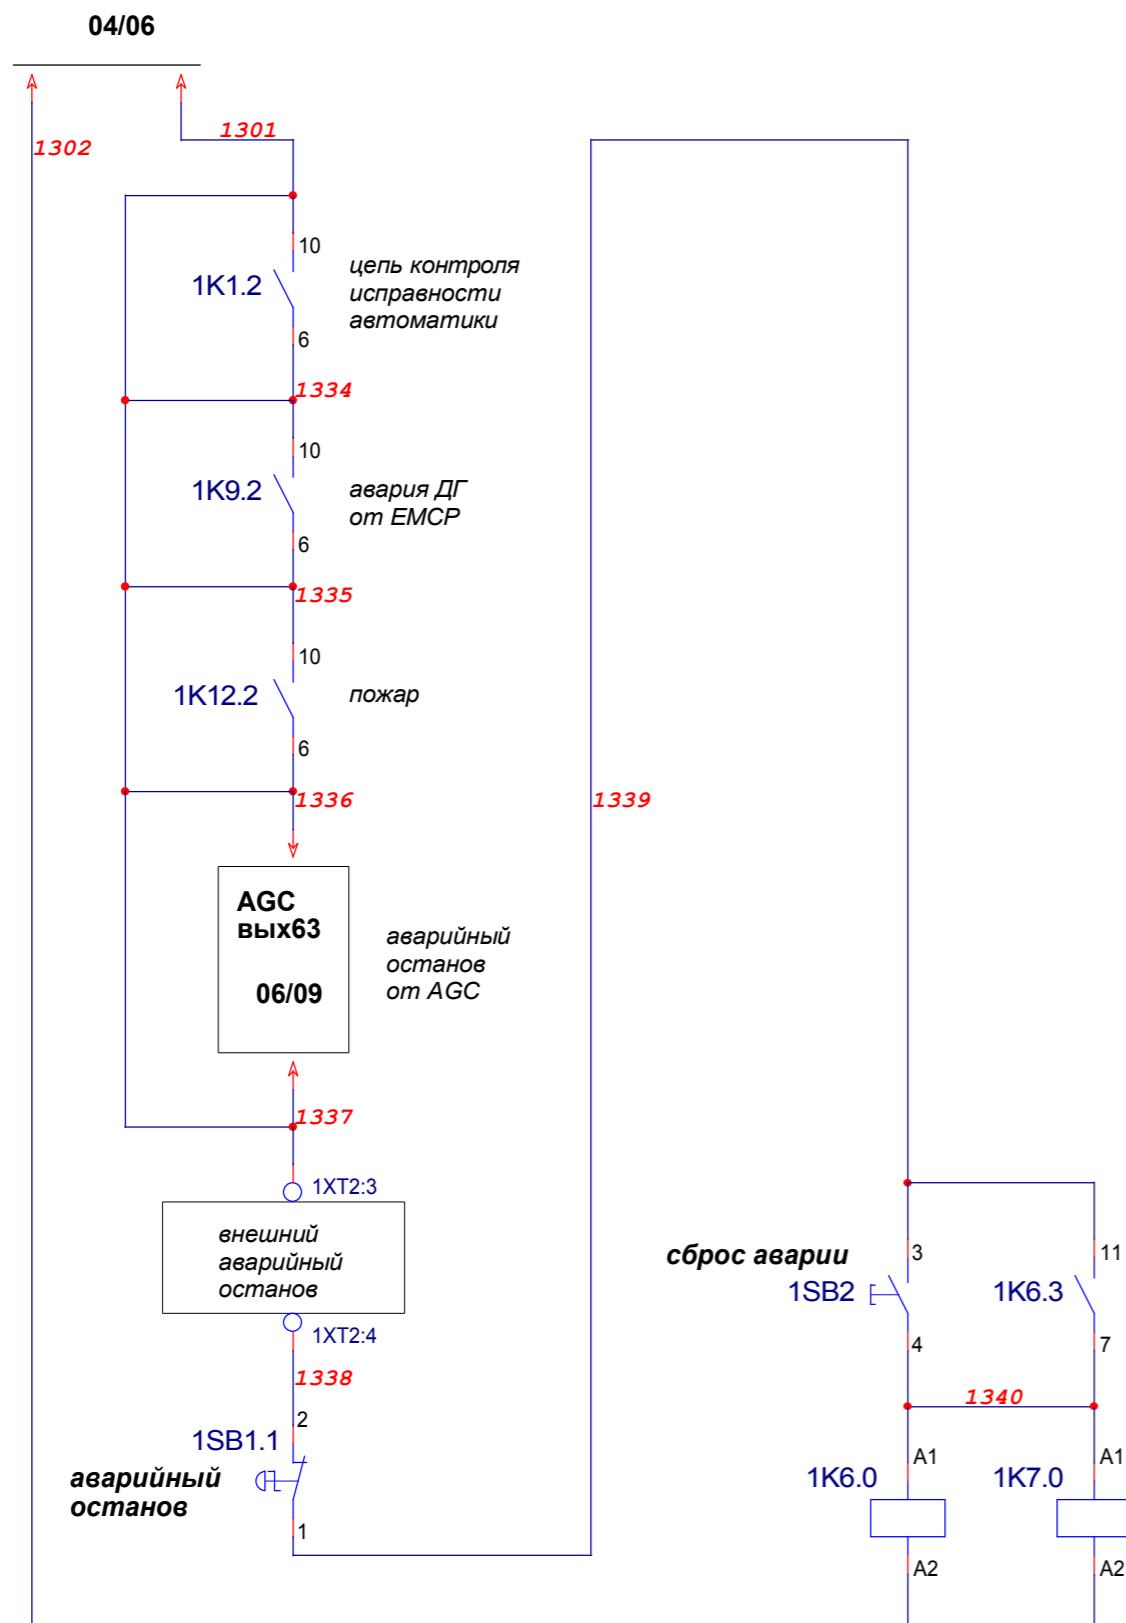 04/06
1301
1302
10
1K1.2
цепь контроля
исправности
автоматики
6
1334
10
1K9.2
авария ДГ
от EMCP
6
1335
10
1K12.2
пожар
6
1336
1339
AGC
вых63
06/09
аварийный
останов
от AGC
1337
1XT2:3
внешний
аварийный
останов
1XT2:4
1338
2
1SB1.1
аварийный
останов
1
сброс аварии
3
1SB2
4
11
1K6.3
7
1340
A1
1K6.0
A2
A1
1K7.0
A2